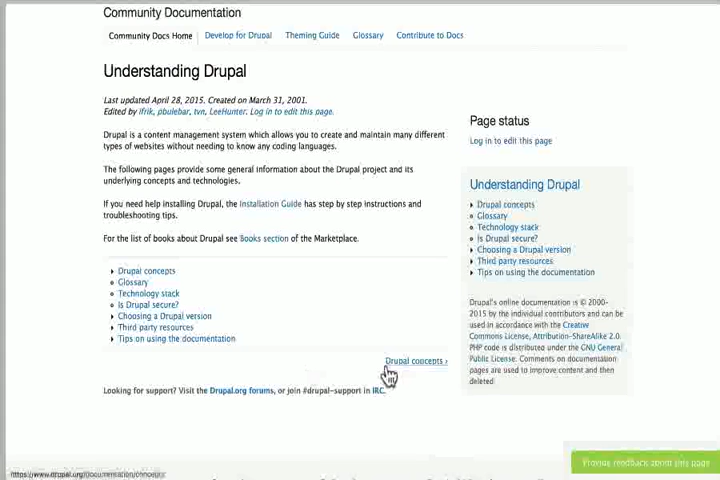 Community Documentation
Community Docs Home
Develop for Drupal
Theming Guide
Glossary
Contribute to Docs
Understanding Drupal
Last updated April 28, 2015. Created on March 31, 2001.
Edited by ifrik, pbulebar, tvn, LeeHunter. Log in to edit this page.
Drupal is a content management system which allows you to create and maintain many different
types of websites without needing to know any coding languages.
The following pages provide some general information about the Drupal project and its
underlying concepts and technologies.
If you need help installing Drupal, the Installation Guide has step by step instructions and
troubleshooting tips.
For the list of books about Drupal see Books section of the Marketplace.
Drupal concepts
Glossary
Technology stack
Is Drupal secure?
Choosing a Drupal version
Third party resources
Tips on using the documentation
Drupal concepts ›
Looking for support? Visit the Drupal.org forums, or join #drupal-support in IRC.
Page status
Log in to edit this page
Understanding Drupal
Drupal concepts
Glossary
Technology stack
Is Drupal secure?
Choosing a Drupal version
Third party resources
Tips on using the documentation
Drupal's online documentation is © 2000-
2015 by the individual contributors and can be
used in accordance with the Creative
Commons License, Attribution-ShareAlike 2.0.
PHP code is distributed under the GNU General
Public License. Comments on documentation
pages are used to improve content and then
deleted
Provide feedback about this page
https://www.drupal.org/documentation/concepts